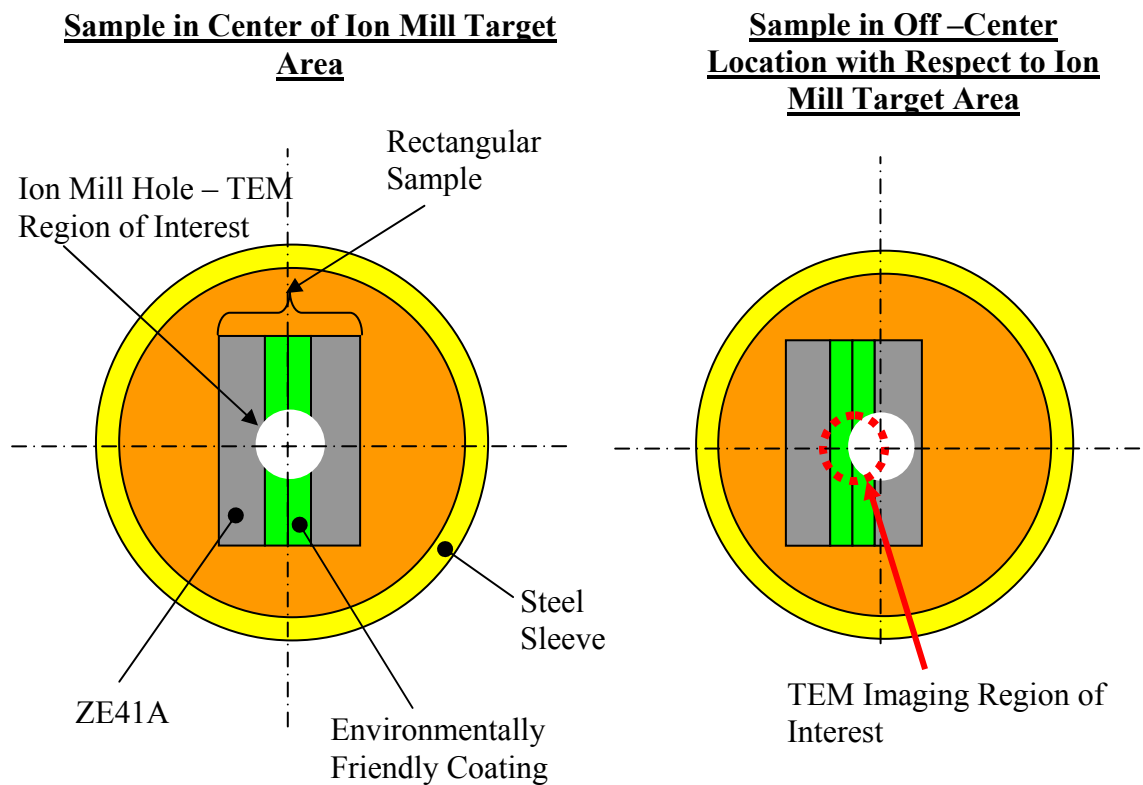 Sample in Center of Ion Mill Target
Area
Sample in Off –Center
Location with Respect to Ion
Mill Target Area
Rectangular
Sample
Ion Mill Hole – TEM
Region of Interest
Steel
Sleeve
ZE41A
Environmentally
Friendly Coating
TEM Imaging Region of
Interest